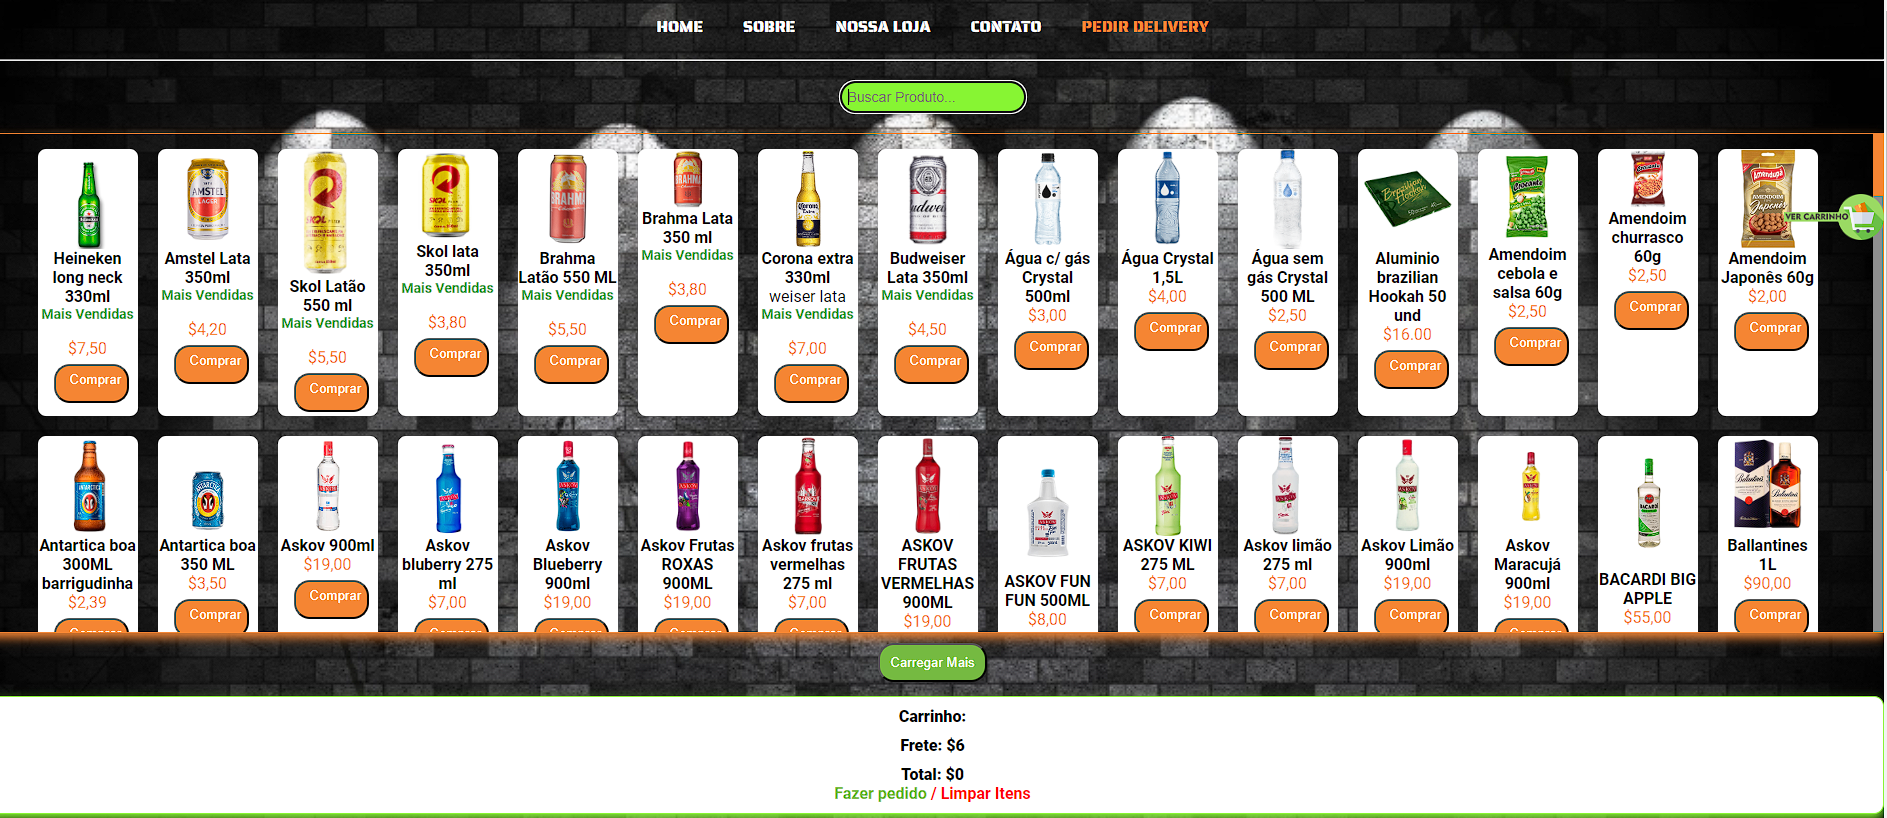 HOME SOBRE NOSSA LOJA CONTATO PEDIR DELIVERY
Buscar Produto...
VER CARRINHO
Heineken
long neck
330ml
Mais Vendidas
$7,50
Comprar
Amstel Lata
350ml
Mais Vendidas
$4,20
Comprar
Skol Latão
550 ml
Mais Vendidas
$5,50
Comprar
Skol lata
350ml
Mais Vendidas
$3,80
Comprar
Brahma
Latão 550 ML
Mais Vendidas
$5,50
Comprar
Brahma Lata
350 ml
Mais Vendidas
$3,80
Comprar
Corona extra
330ml
weiser lata
Mais Vendidas
$7,00
Comprar
Budweiser
Lata 350ml
Mais Vendidas
$4,50
Comprar
Água c/ gás
Crystal
500ml
$3,00
Comprar
Água Crystal
1,5L
$4,00
Comprar
Água sem
gás Crystal
500 ML
$2,50
Comprar
Aluminio
brazilian
Hookah 50
und
$16.00
Comprar
Amendoim
cebola e
salsa 60g
$2,50
Comprar
Amendoim
churrasco
60g
$2,50
Comprar
Amendoim
Japonês 60g
$2,00
Comprar
Antartica boa
300ML
barrigudinha
$2,39
Comprar
Antartica boa
350 ML
$3,50
Comprar
Askov 900ml
$19,00
Comprar
Askov
bluberry 275
ml
$7,00
Comprar
Askov
Blueberry
900ml
$19,00
Comprar
Askov Frutas
ROXAS
900ML
$19,00
Comprar
Askov frutas
vermelhas
275 ml
$7,00
Comprar
ASKOV
FRUTAS
VERMELHAS
900ML
$19,00
ASKOV FUN
FUN 500ML
$8,00
ASKOV KIWI
275 ML
$7,00
Comprar
Askov limão
275 ml
$7,00
Comprar
Askov Limão
900ml
$19,00
Comprar
Askov
Maracujá
900ml
$19,00
Comprar
BACARDI BIG
APPLE
$55,00
Ballantines
1L
$90,00
Comprar
Carregar Mais
Carrinho:
Frete: $6
Total: $0
Fazer pedido / Limpar Itens